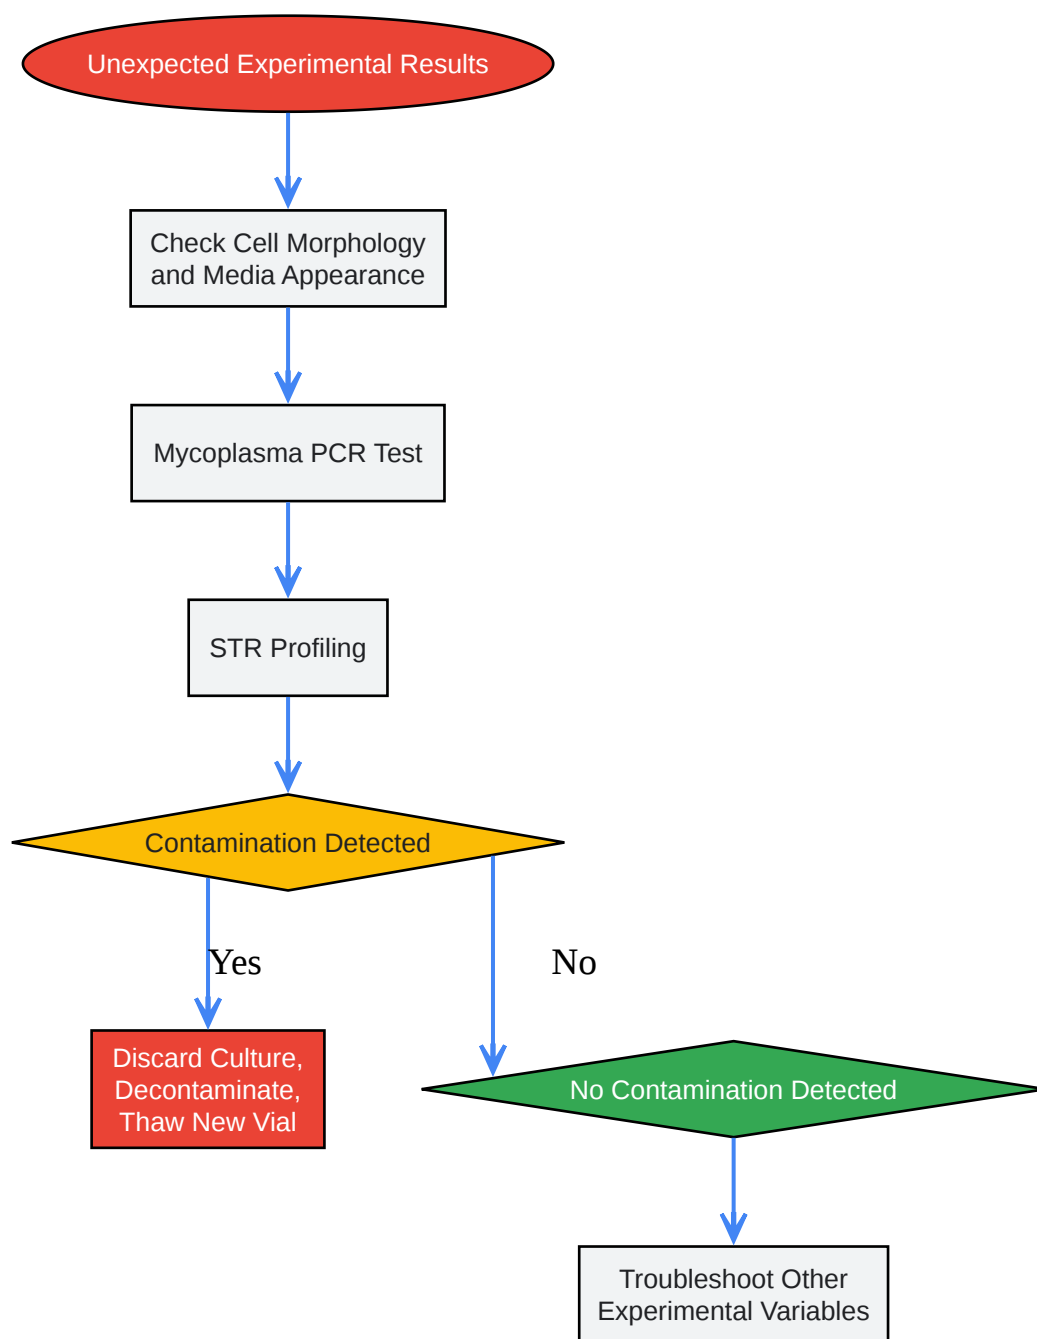 Unexpected Experimental Results
Check Cell Morphology
and Media Appearance
Mycoplasma PCR Test
STR Profiling
Contamination Detected
Yes
No
Discard Culture,
Decontaminate,
Thaw New Vial
No Contamination Detected
Troubleshoot Other
Experimental Variables